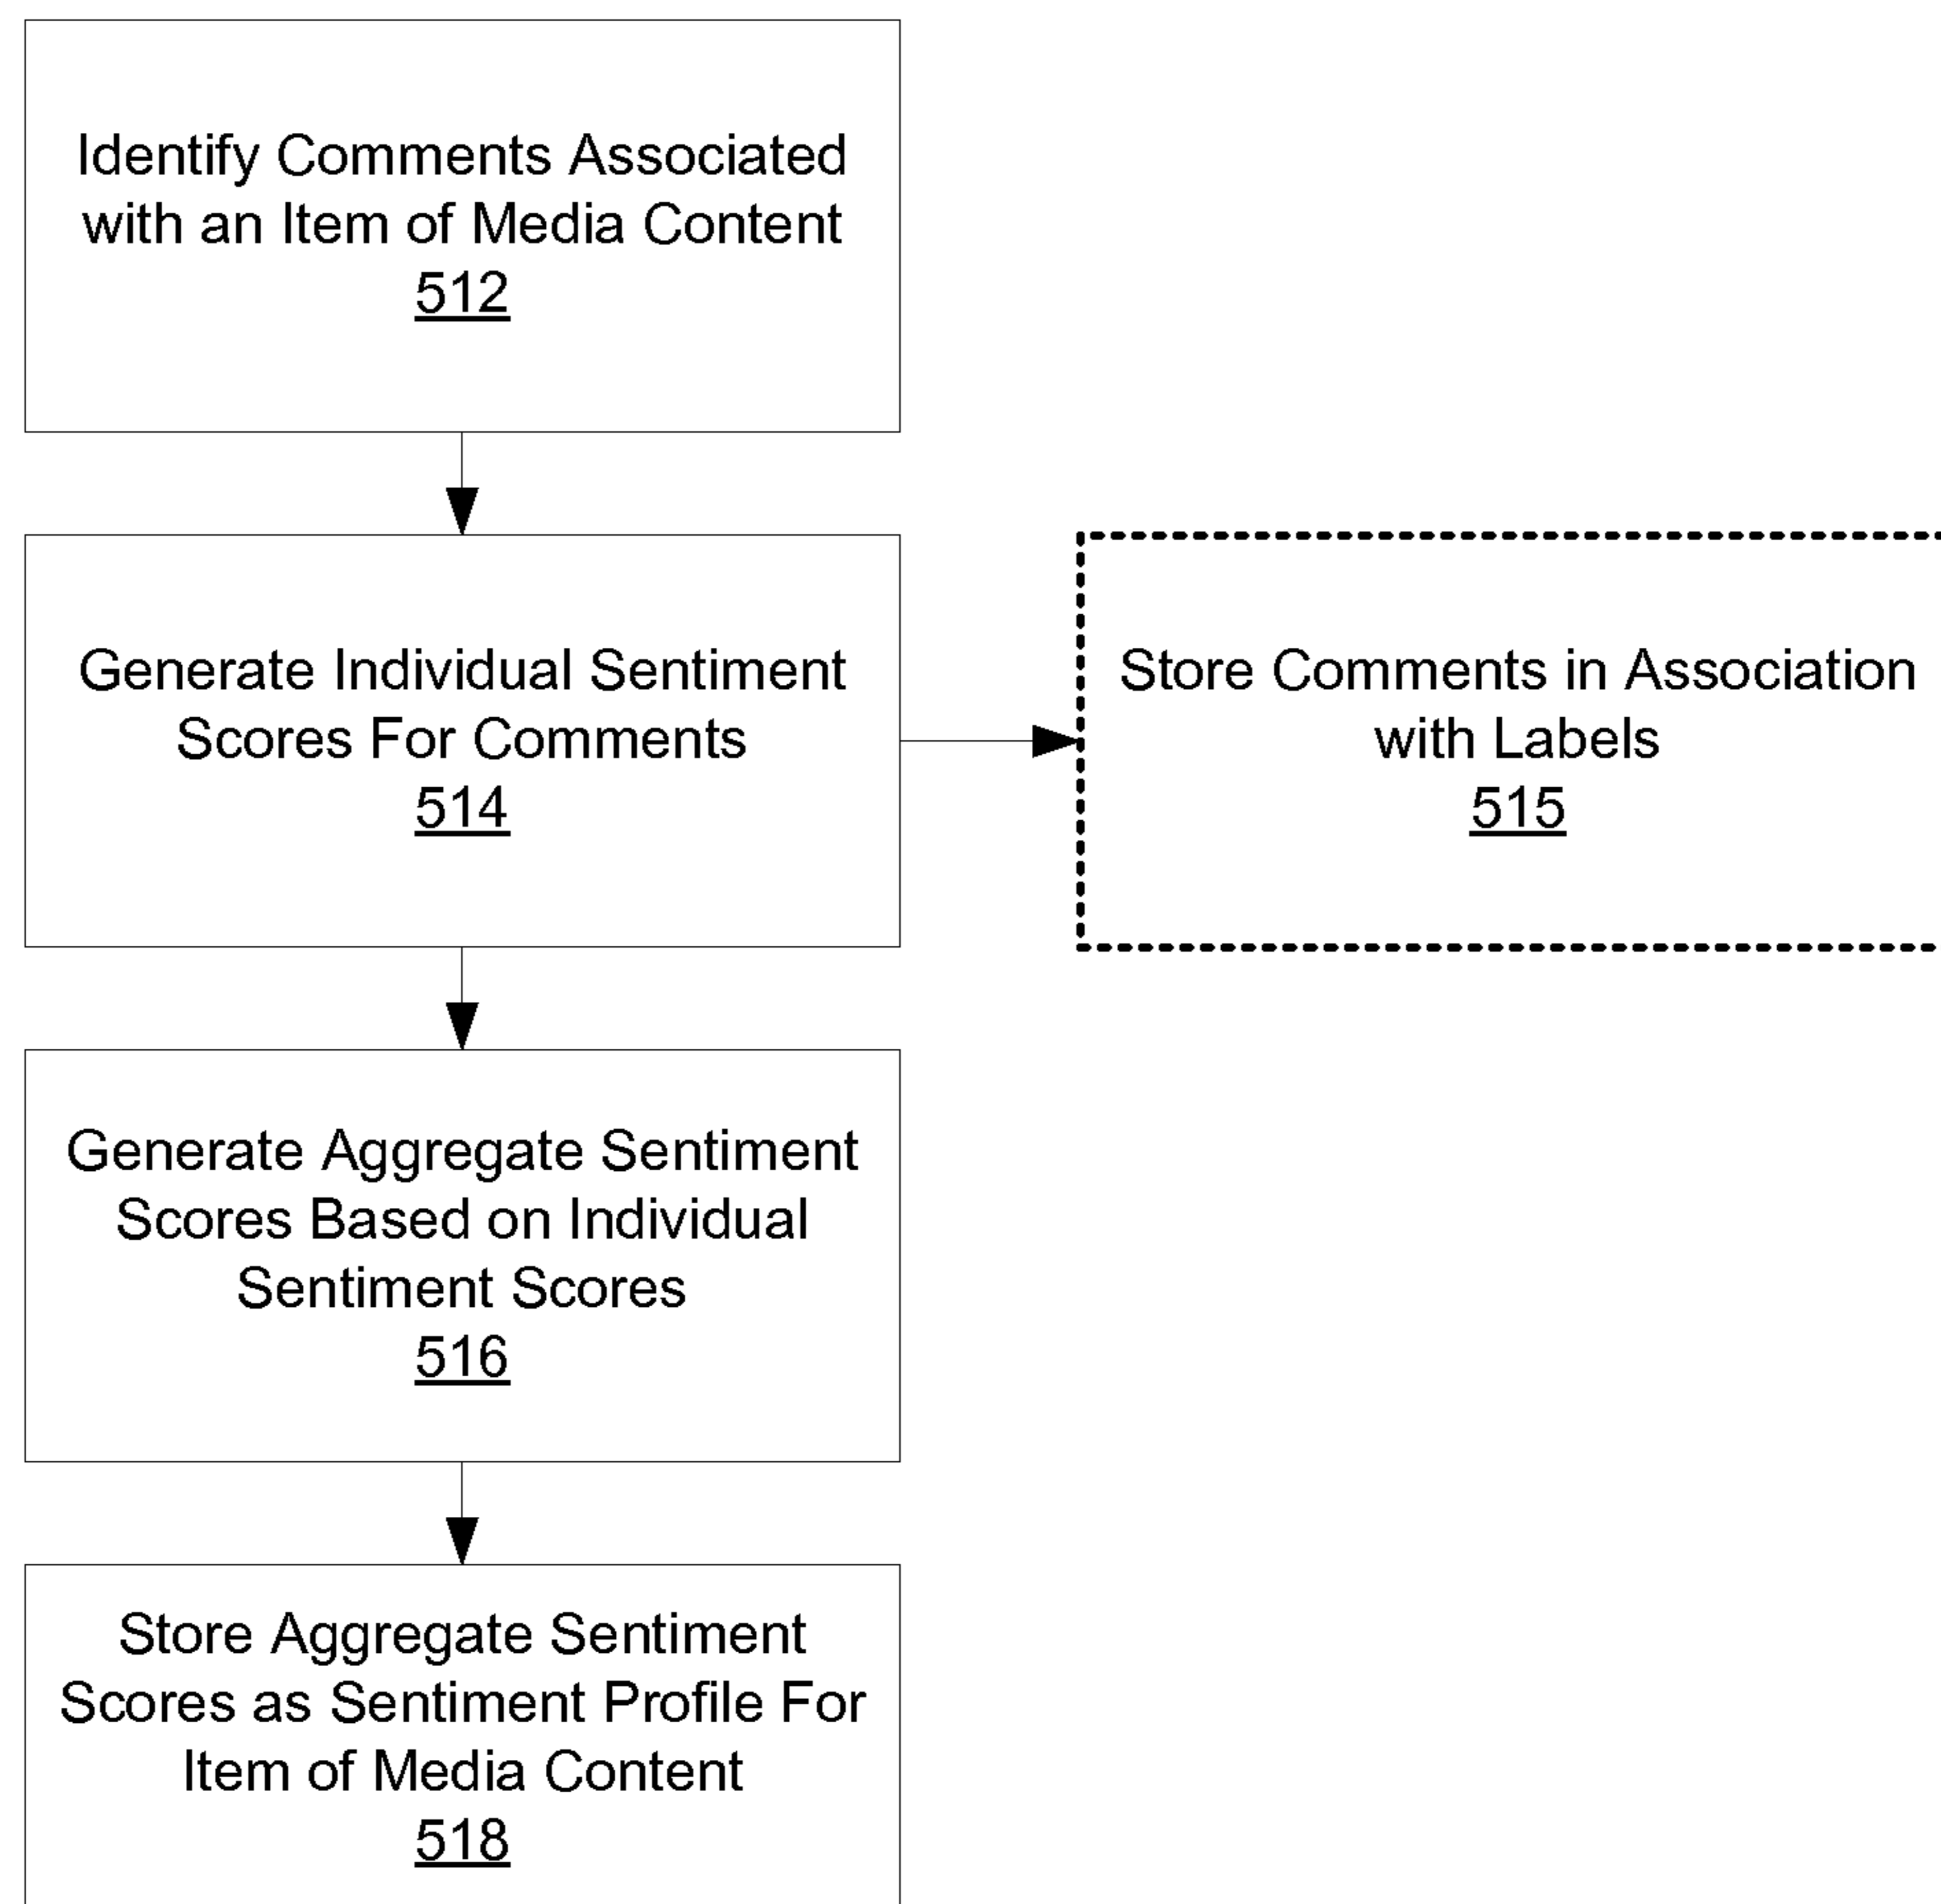 Identify Comments Associated
with an Item of Media Content
512
Generate Individual Sentiment
Scores For Comments
514
Store Comments in Association
with Labels
515
Generate Aggregate Sentiment
Scores Based on Individual
Sentiment Scores
516
Store Aggregate Sentiment
Scores as Sentiment Profile For
Item of Media Content
518